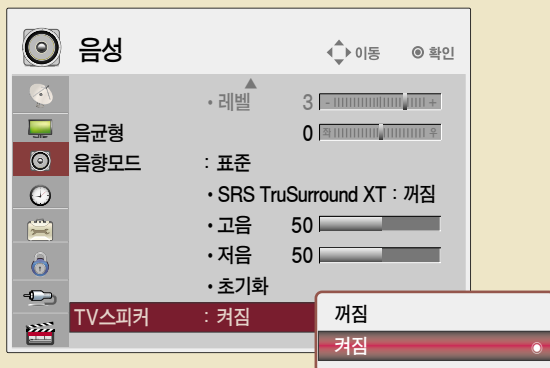 음성
이동 확인
• 레벨 3 - +
음균형 0 좌 우
음향모드 : 표준
• SRS TruSurround XT : 꺼짐
• 고음 50
• 저음 50
• 초기화
TV스피커 : 켜짐
꺼짐
켜짐